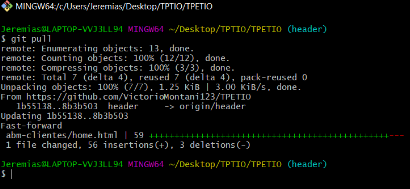 MINGW64:/c/Users/Jeremias/Desktop/TPTIO/TPETIO
Jeremias@LAPTOP-VVJJLL94 MINGW64 ~/Desktop/TPTIO/TPETIO (header)
$ git pull
remote: Enumerating objects: 13, done.
remote: Counting objects: 100% (12/12), done.
remote: Compressing objects: 100% (3/3), done.
remote: Total 7 (delta 4), reused 7 (delta 4), pack-reused 0
Unpacking objects: 100% (7/7), 1.25 KiB | 3.00 KiB/s, done.
From https://github.com/VictorioMontani123/TPETIO
1b55138..8b3b503 header -> origin/header
Updating 1b55138..8b3b503
Fast-forward
abm-clientes/home.html | 59 ++++++++++++++++++++++++++++++++++++++++++++++++++---
1 file changed, 56 insertions(+), 3 deletions(-)
Jeremias@LAPTOP-VVJJLL94 MINGW64 ~/Desktop/TPTIO/TPETIO (header)
$